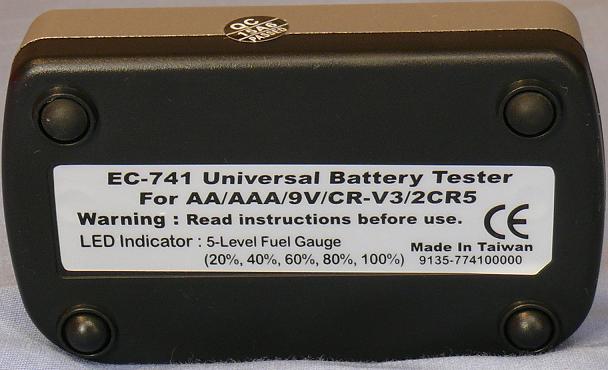 QC
PASSED
EC-741 Universal Battery Tester
For AA/AAA/9V/CR-V3/2CR5
Warning : Read instructions before use.
CE
LED Indicator : 5-Level Fuel Gauge
(20%, 40%, 60%, 80%, 100%)
Made In Taiwan
9135-774100000